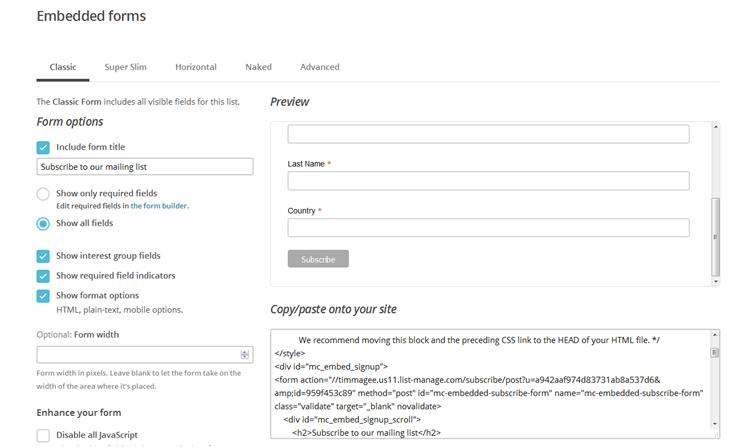 Embedded forms
Classic Super Slim Horizontal Naked Advanced
The Classic Form includes all visible fields for this list.
Form options
Include form title
Subscribe to our mailing list
Show only required fields
Edit required fields in the form builder.
Show all fields
Show interest group fields
Show required field indicators
Show format options
HTML, plain-text, mobile options.
Optional: Form width
Form width in pixels. Leave blank to let the form take on the
width of the area where it's placed.
Enhance your form
Disable all JavaScript
Preview
Last Name *
Country *
Subscribe
Copy/paste onto your site
We recommend moving this block and the preceding CSS link to the HEAD of your HTML file. */
</style>
<div id="mc_embed_signup">
<form action="//timmagee.us11.list-manage.com/subscribe/post?u=a942aaf974d83731ab8a537d6&
amp;id=959f453c89" method="post" id="mc-embedded-subscribe-form" name="mc-embedded-subscribe-form"
class="validate" target="_blank" novalidate>
<div id="mc_embed_signup_scroll">
<h2>Subscribe to our mailing list</h2>